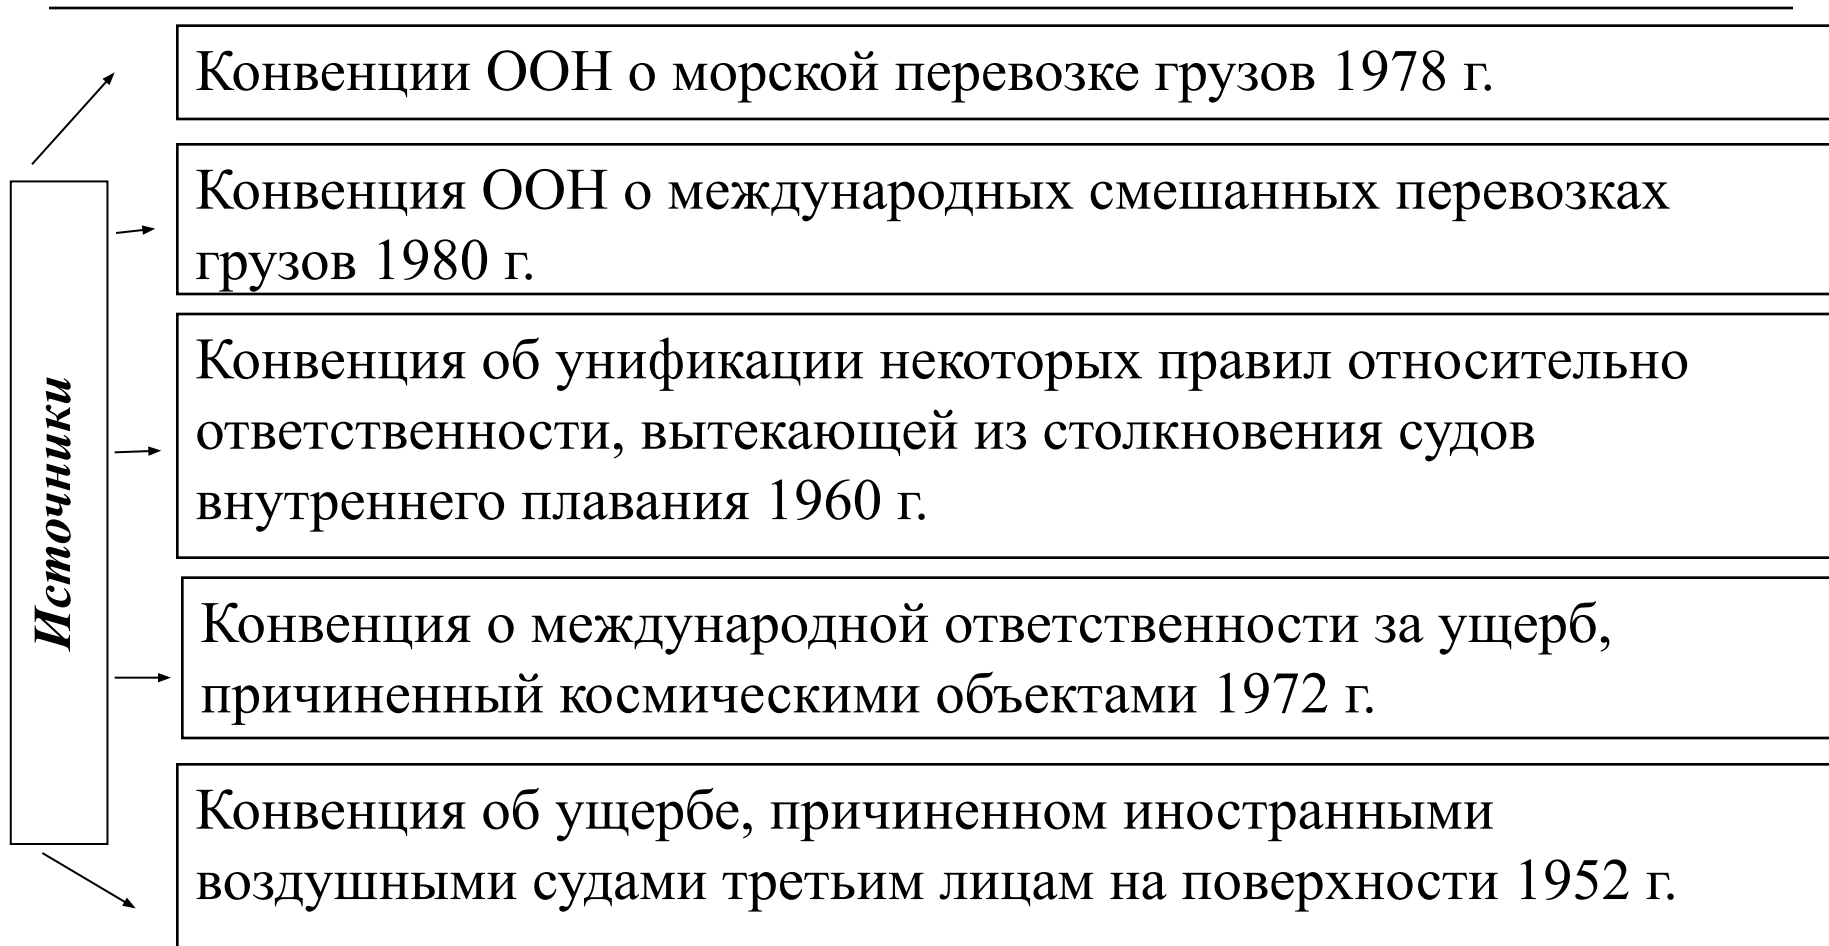 Источники
Конвенции ООН о морской перевозке грузов 1978 г.
Конвенция ООН о международных смешанных перевозках
грузов 1980 г.
Конвенция об унификации некоторых правил относительно
ответственности, вытекающей из столкновения судов
внутреннего плавания 1960 г.
Конвенция о международной ответственности за ущерб,
причиненный космическими объектами 1972 г.
Конвенция об ущербе, причиненном иностранными
воздушными судами третьим лицам на поверхности 1952 г.